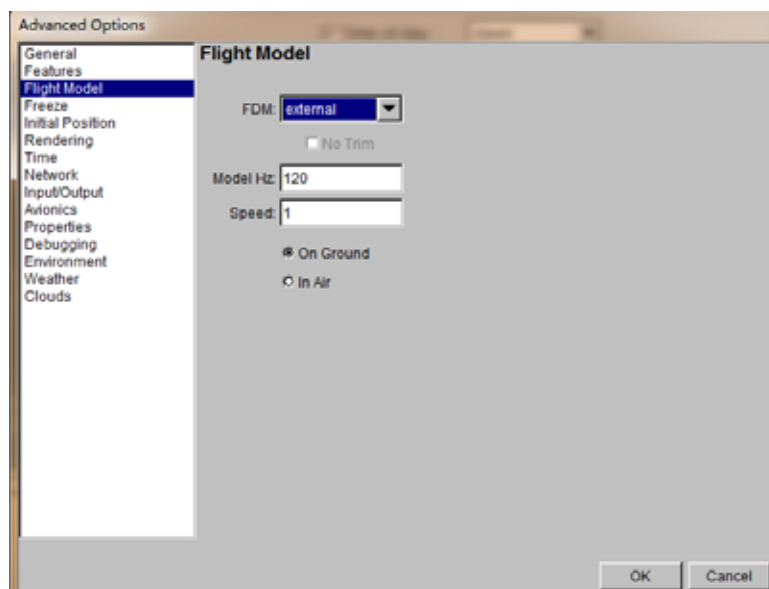 Advanced Options
General
Features
Flight Model
Freeze
Initial Position
Rendering
Time
Network
Input/Output
Avionics
Properties
Debugging
Environment
Weather
Clouds
Flight Model
FDM: external
No Trim
Model Hz: 120
Speed: 1
On Ground
In Air
OK
Cancel